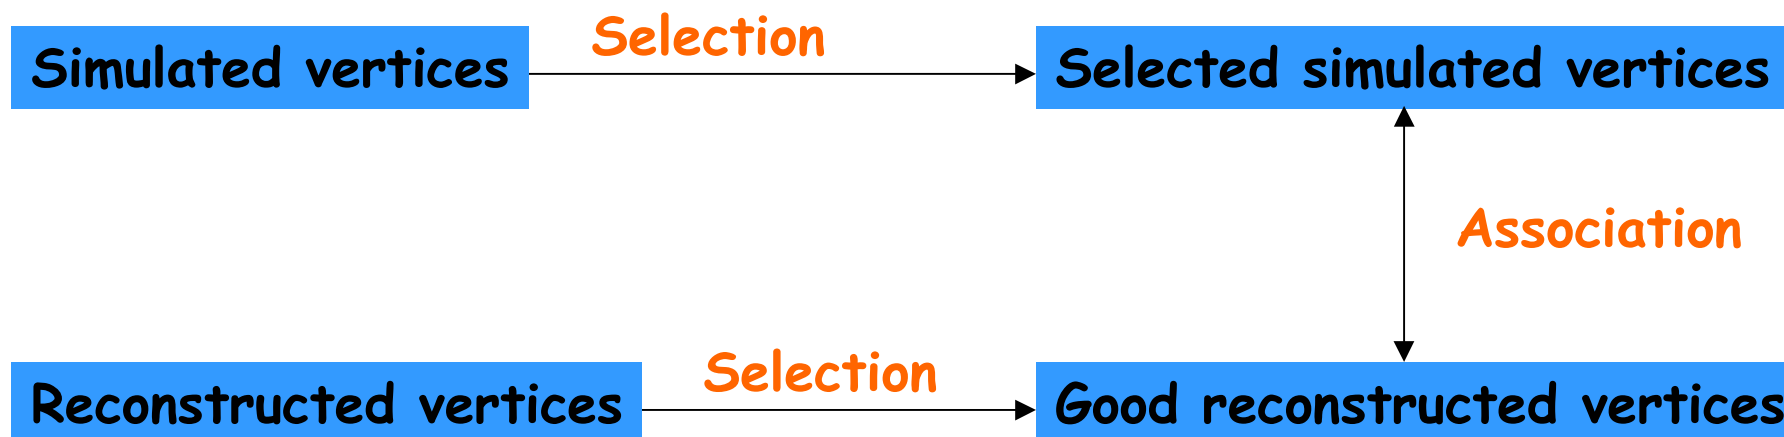 Selection
Simulated vertices
Selected simulated vertices
Association
Selection
Reconstructed vertices
Good reconstructed vertices